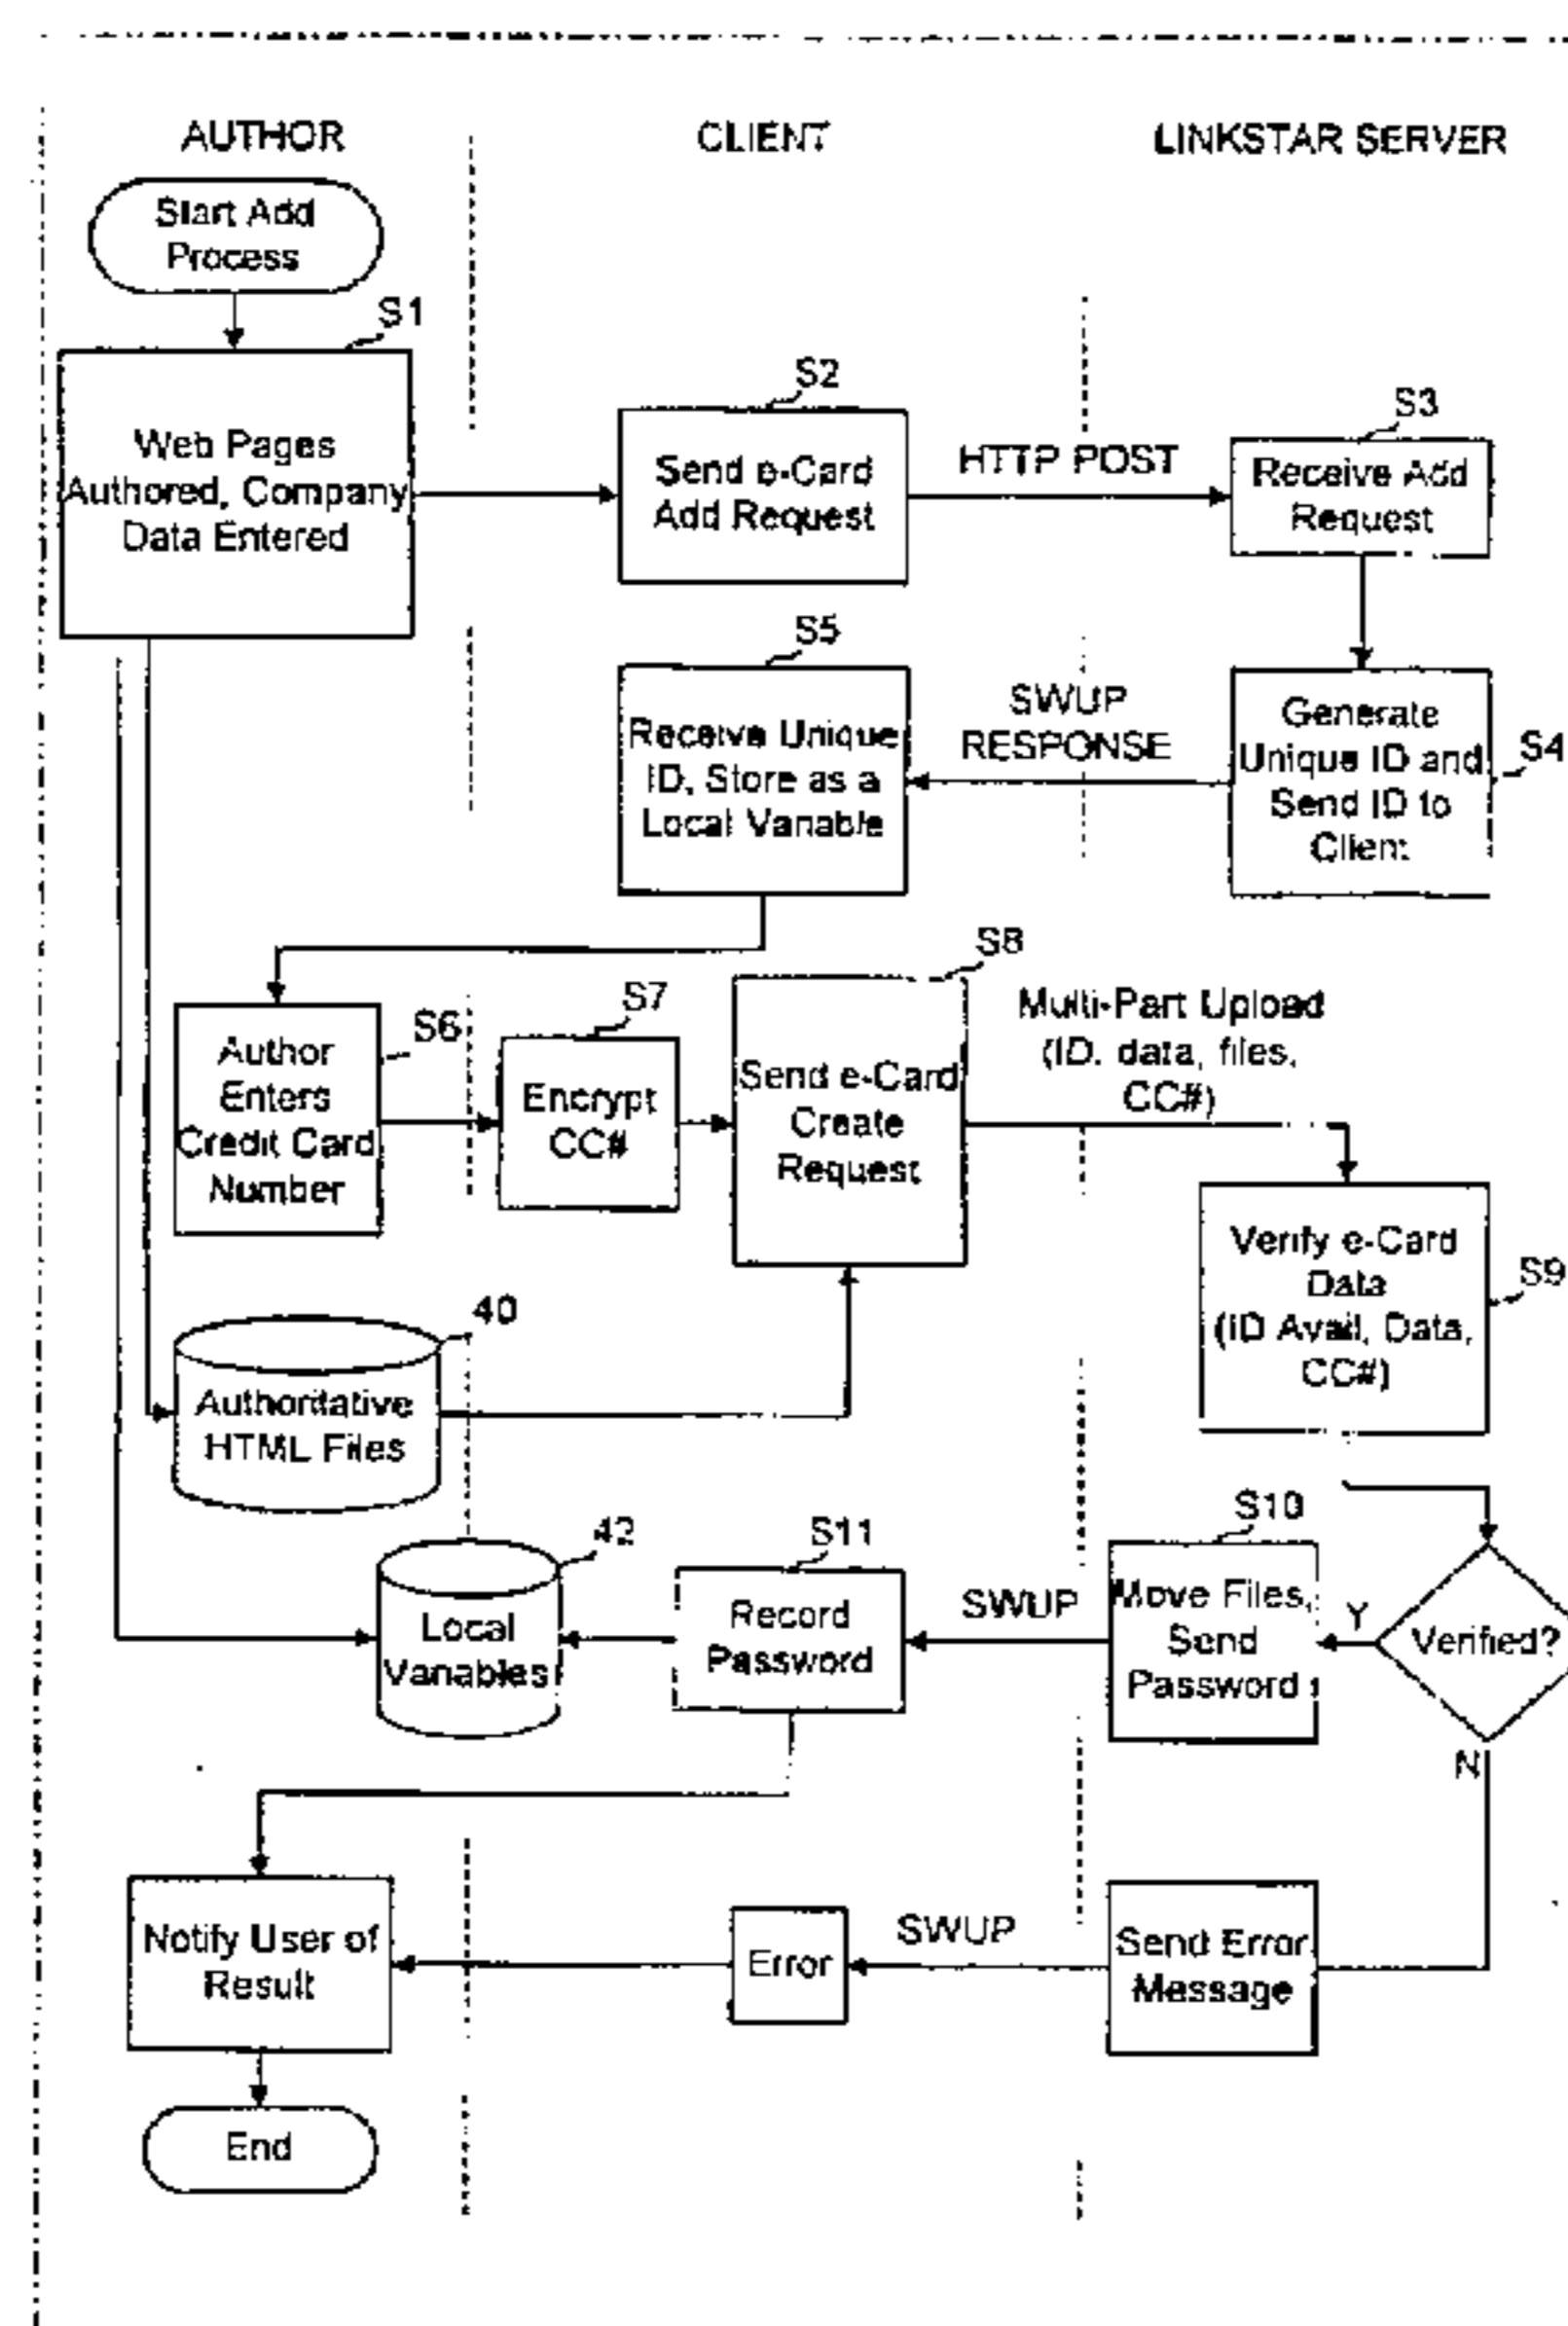 AUTHOR
CLIENT
LINKSTAR SERVER
Start Add
Process
S1
Web Pages
Authored, Company
Data Entered
S2
Send e-Card
Add Request
HTTP POST
S3
Receive Add
Request
S5
Receive Unique
ID, Store as a
Local Variable
SWUP
RESPONSE
Generate
Unique ID and
Send ID to
Client
S4
Author
Enters
Credit Card
Number
S6
S7
Encrypt
CC#
S8
Send e-Card
Create
Request
Multi-Part Upload
(ID. data, files,
CC#)
Verify e-Card
Data
(ID Avail, Data,
CC#)
S9
40
Authoritative
HTML Files
42
Local
Variables
S11
Record
Password
SWUP
S10
Move Files,
Send
Password
Y
Verified?
N
Notify User of
Result
Error
SWUP
Send Error
Message
End